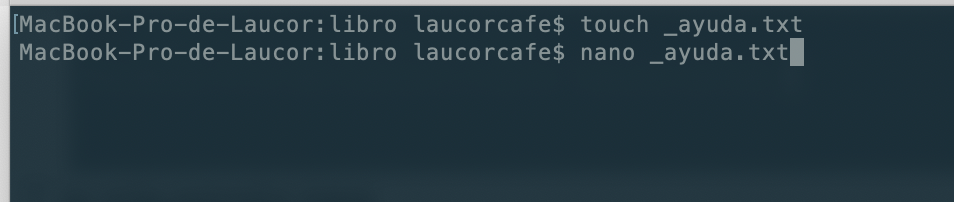 [MacBook-Pro-de-Laucor:libro laucorcafe$ touch _ayuda.txt
MacBook-Pro-de-Laucor:libro laucorcafe$ nano _ayuda.txt